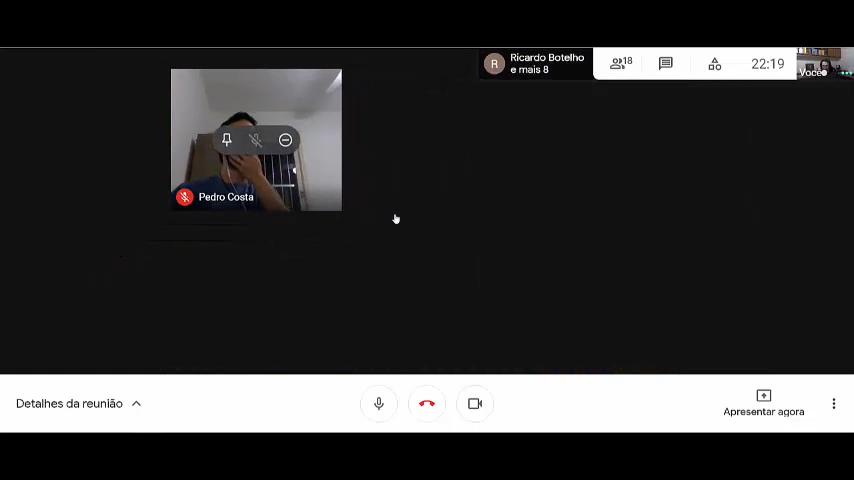 Ricardo Botelho
e mais 8
R
18
22:19
Você
Pedro Costa
Detalhes da reunião
Apresentar agora